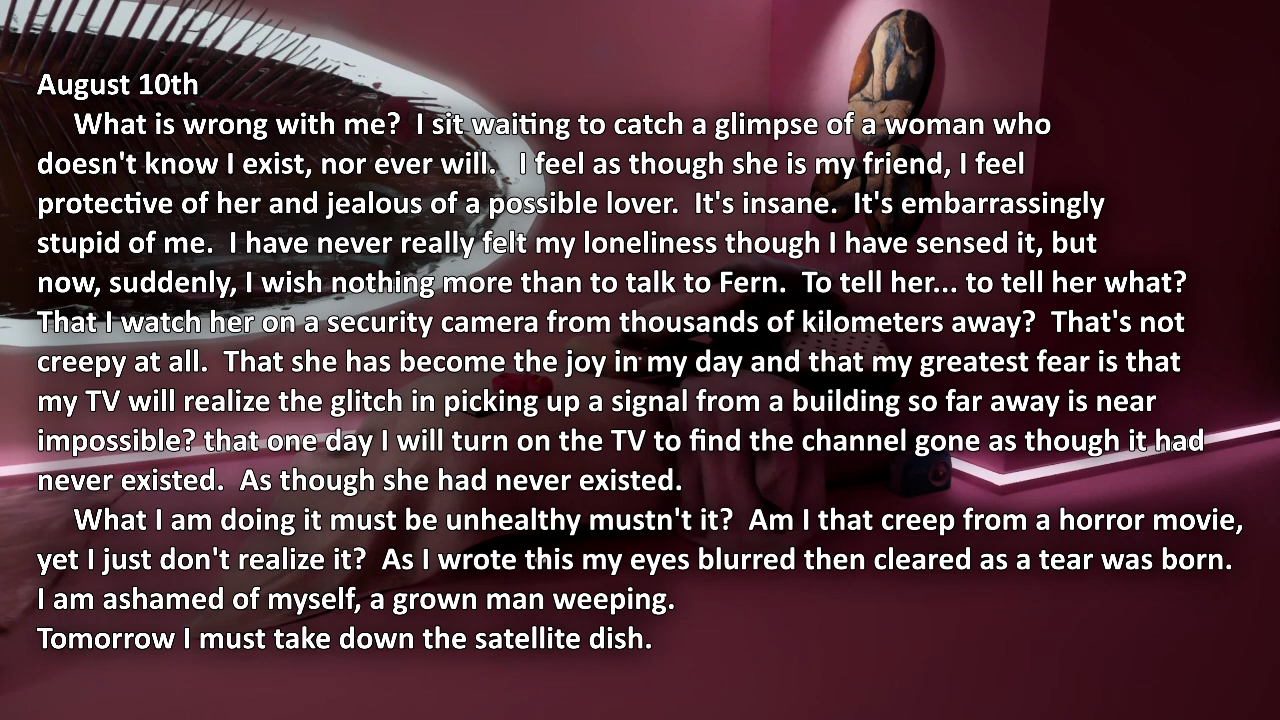 August 10th
What is wrong with me?  I sit waiting to catch a glimpse of a woman who
doesn't know I exist, nor ever will.   I feel as though she is my friend, I feel
protective of her and jealous of a possible lover.  It's insane.  It's embarrassingly
stupid of me.  I have never really felt my loneliness though I have sensed it, but
now, suddenly, I wish nothing more than to talk to Fern.  To tell her... to tell her what?
That I watch her on a security camera from thousands of kilometers away?  That's not
creepy at all.  That she has become the joy in my day and that my greatest fear is that
my TV will realize the glitch in picking up a signal from a building so far away is near
impossible? that one day I will turn on the TV to find the channel gone as though it had
never existed.  As though she had never existed.
What I am doing it must be unhealthy mustn't it?  Am I that creep from a horror movie,
yet I just don't realize it?  As I wrote this my eyes blurred then cleared as a tear was born.
I am ashamed of myself, a grown man weeping.
Tomorrow I must take down the satellite dish.